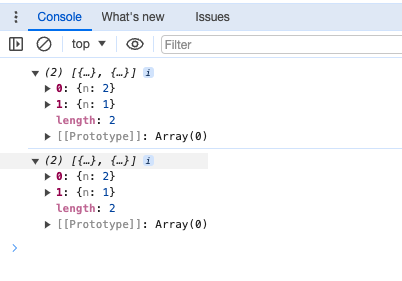 Console What's new Issues
top Filter
(2) [{…}, {…}] i
0: {n: 2}
1: {n: 1}
length: 2
[[Prototype]]: Array(0)
(2) [{…}, {…}] i
0: {n: 2}
1: {n: 1}
length: 2
[[Prototype]]: Array(0)